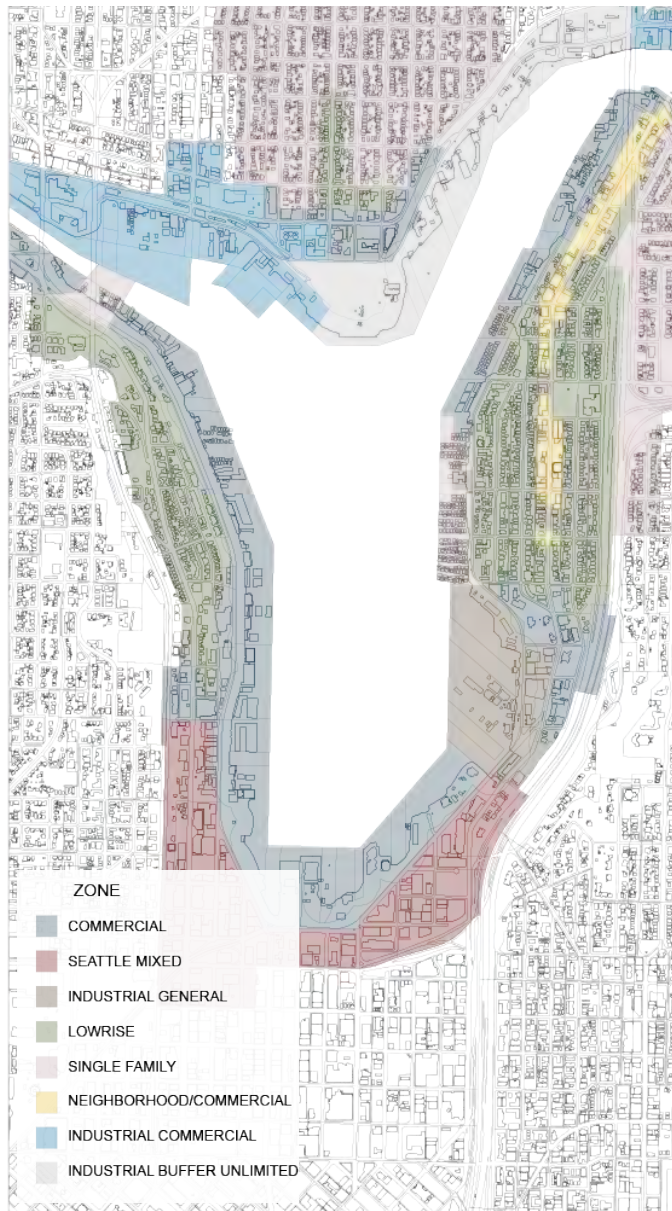 ZONE
COMMERCIAL
SEATTLE MIXED
INDUSTRIAL GENERAL
LOWRISE
SINGLE FAMILY
NEIGHBORHOOD/COMMERCIAL
INDUSTRIAL COMMERCIAL
INDUSTRIAL BUFFER UNLIMITED